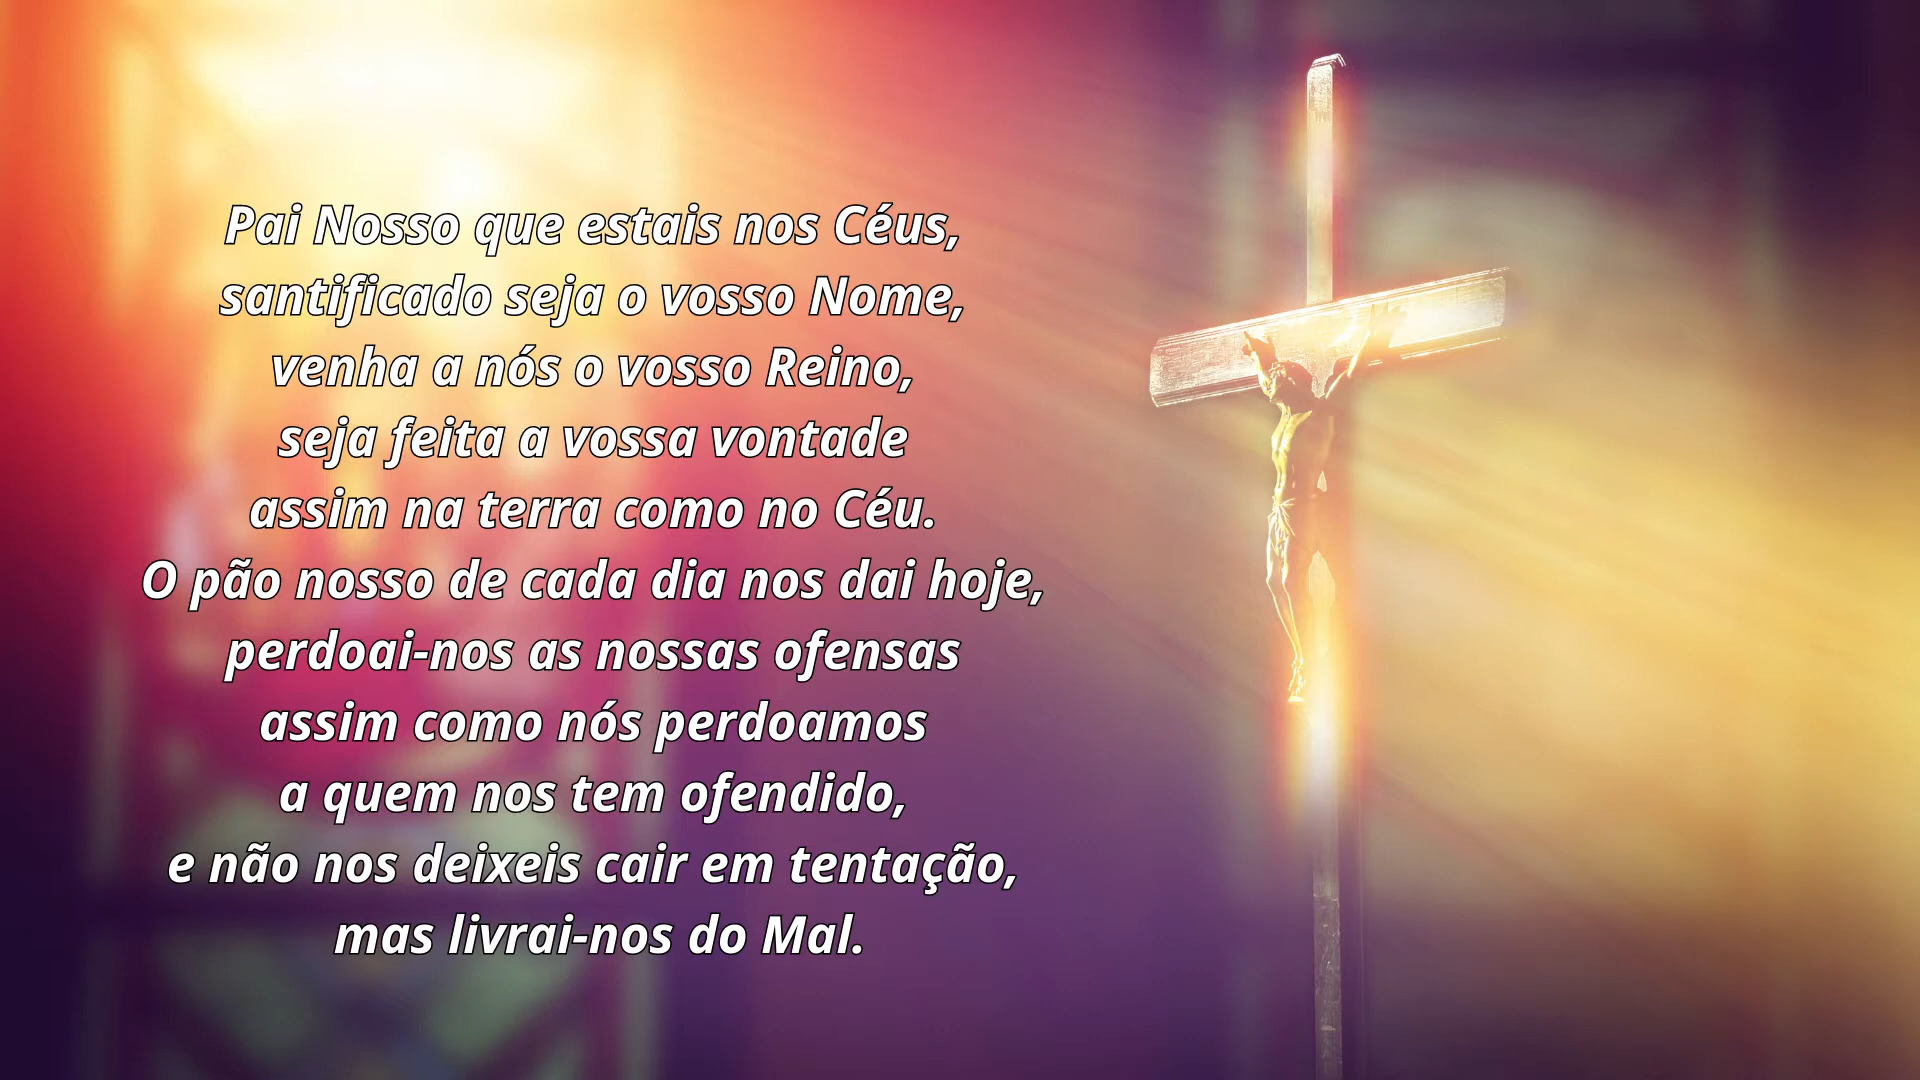 Pai Nosso que estais nos Céus,
santificado seja o vosso Nome,
venha a nós o vosso Reino,
seja feita a vossa vontade
assim na terra como no Céu.
O pão nosso de cada dia nos dai hoje,
perdoai-nos as nossas ofensas
assim como nós perdoamos
a quem nos tem ofendido,
e não nos deixeis cair em tentação,
mas livrai-nos do Mal.